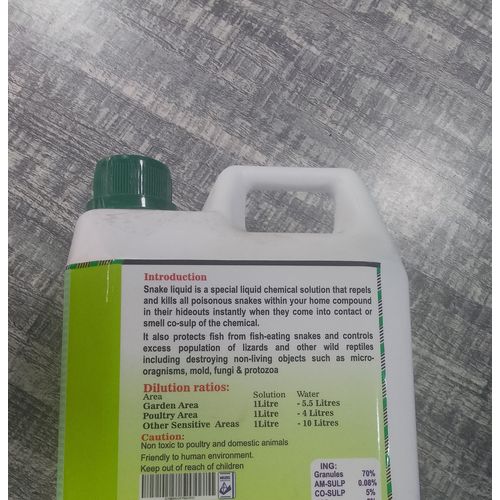 Introduction
Snake liquid is a special liquid chemical solution that repels
and kills all poisonous snakes within your home compound
in their hideouts instantly when they come into contact or
smell co-sulp of the chemical.
It also protects fish from fish-eating snakes and controls
excess population of lizards and other wild reptiles
including destroying non-living objects such as micro-
oragnisms, mold, fungi & protozoa
Dilution ratios:
Area Solution Water
Garden Area 1Litre - 5.5 Litres
Poultry Area 1Litre - 4 Litres
Other Sensitive Areas 1Litre - 10 Litres
Caution:
Non toxic to poultry and domestic animals
Friendly to human environment.
Keep out of reach of children
ING:
Granules 70%
AM-SULP 0.08%
CO-SULP 5%